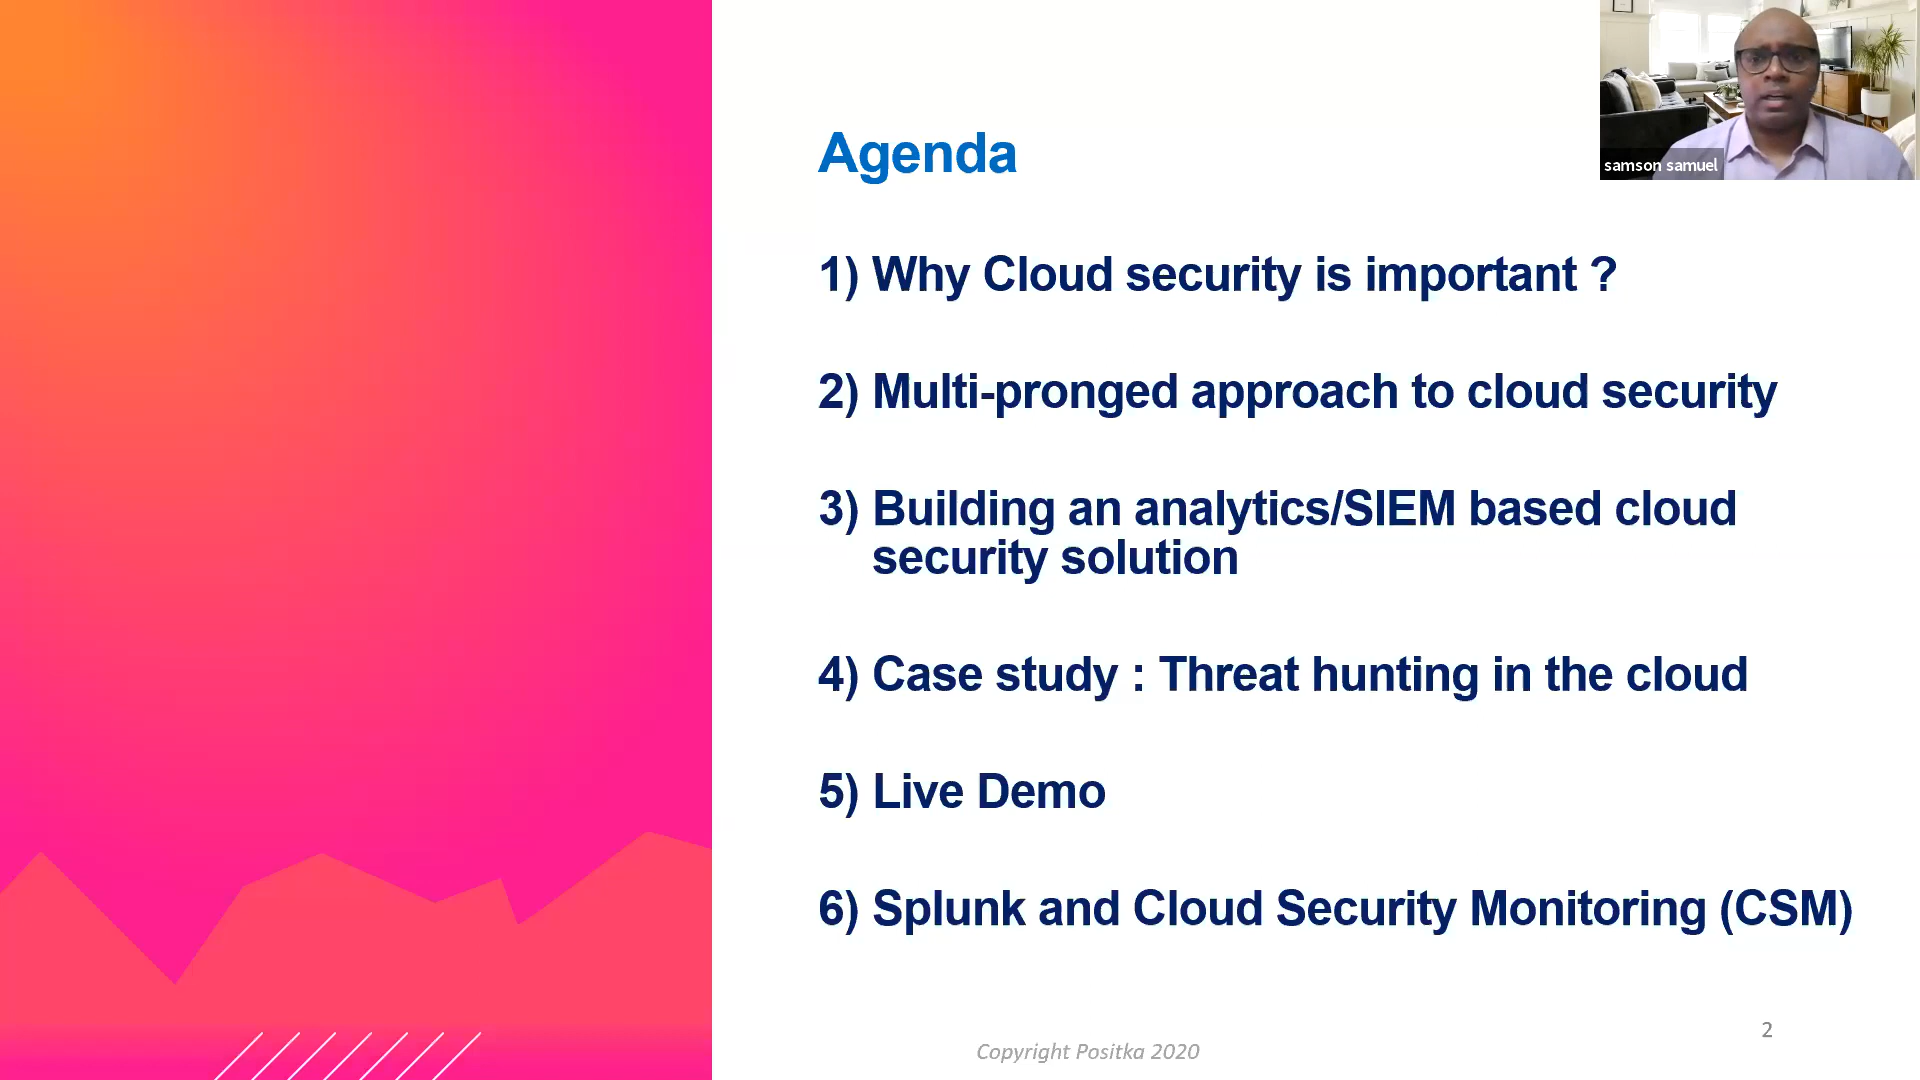 Agenda
samson samuel
1) Why Cloud security is important ?
2) Multi-pronged approach to cloud security
3) Building an analytics/SIEM based cloud
security solution
4) Case study : Threat hunting in the cloud
5) Live Demo
6) Splunk and Cloud Security Monitoring (CSM)
2
Copyright Positka 2020